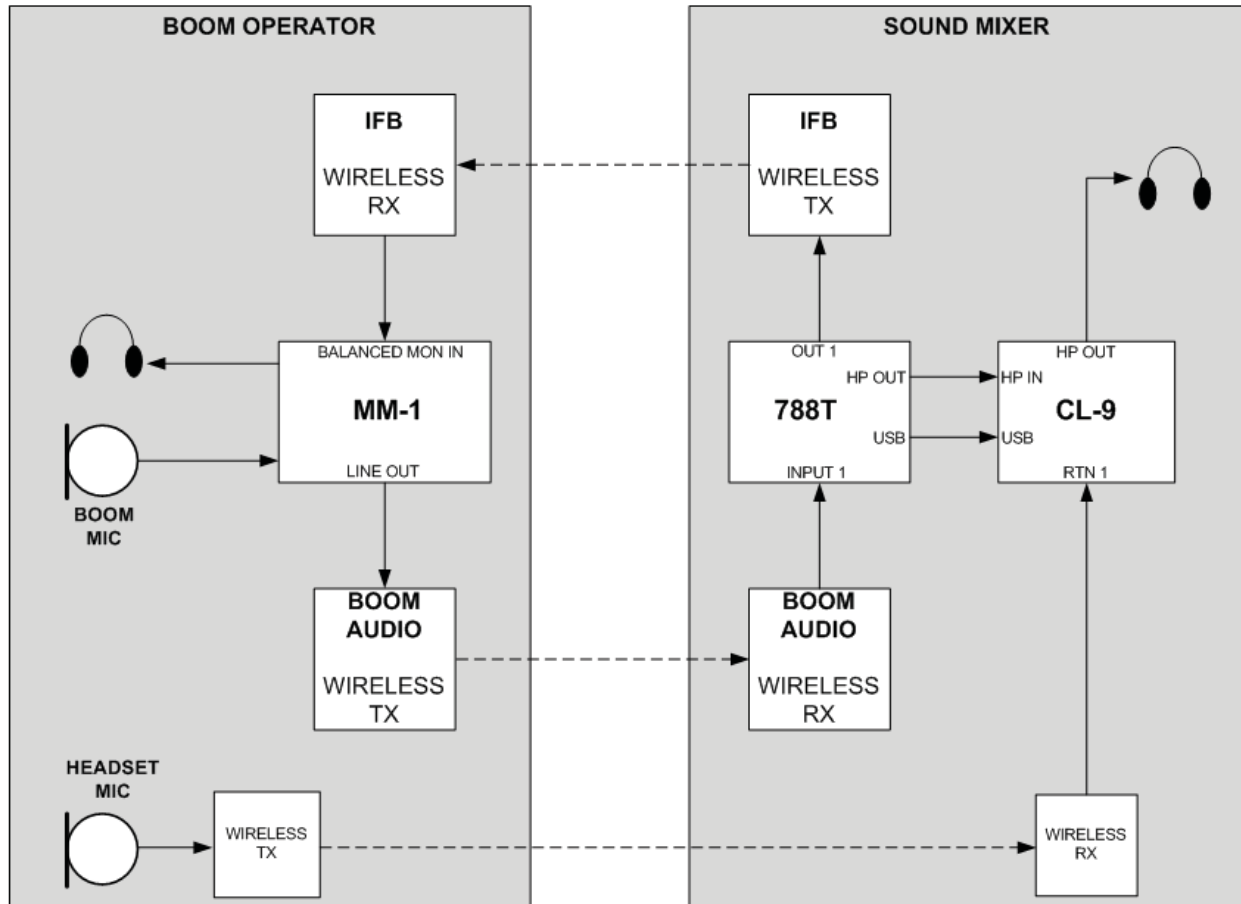 BOOM OPERATOR
IFB
WIRELESS
RX
BALANCED MON IN
MM-1
LINE OUT
BOOM
MIC
BOOM
AUDIO
WIRELESS
TX
HEADSET
MIC
WIRELESS
TX
SOUND MIXER
IFB
WIRELESS
TX
OUT 1
HP OUT
788T
USB
INPUT 1
HP OUT
HP IN
CL-9
USB
RTN 1
BOOM
AUDIO
WIRELESS
RX
WIRELESS
RX